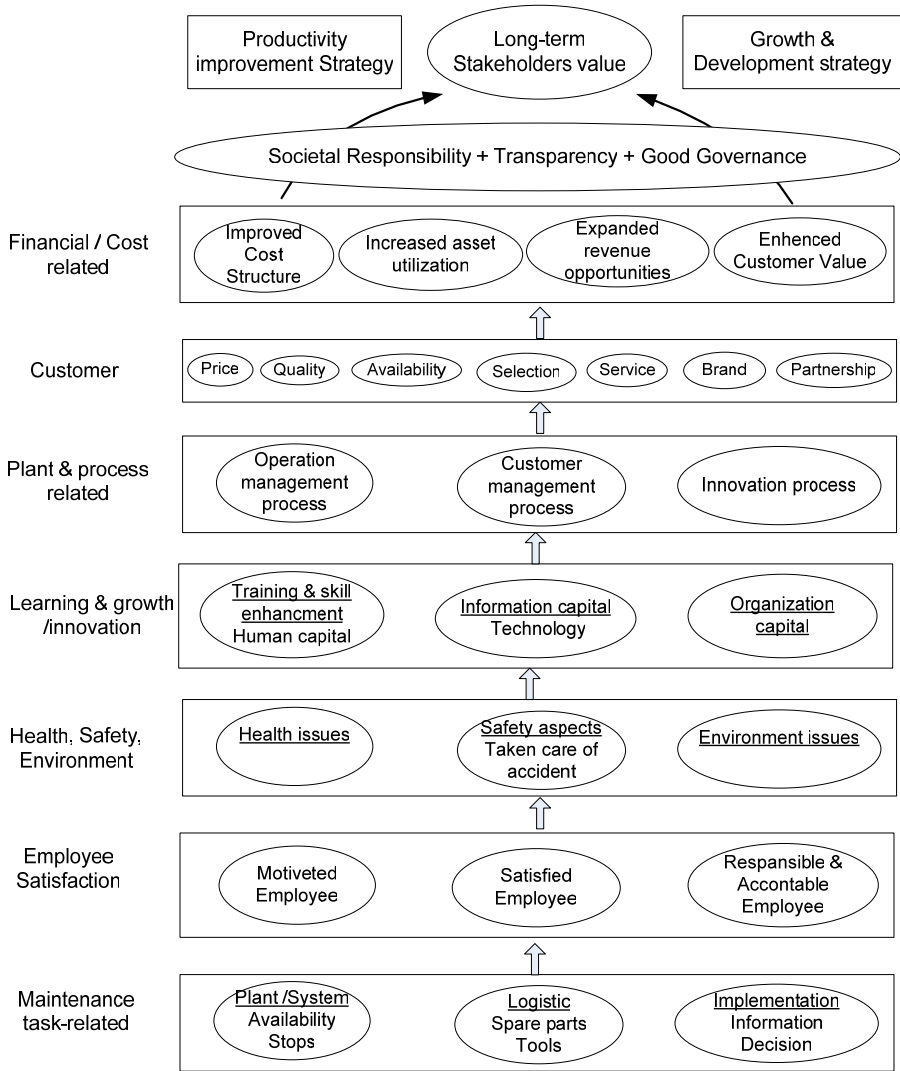 Productivity
improvement Strategy
Long-term
Stakeholders value
Growth &
Development strategy
Societal Responsibility + Transparency + Good Governance
Financial / Cost
related
Improved
Cost
Structure
Increased asset
utilization
Expanded
revenue
opportunities
Enhenced
Customer Value
Customer
Price
Quality
Availability
Selection
Service
Brand
Partnership
Plant & process
related
Operation
management
process
Customer
management
process
Innovation process
Learning & growth
/innovation
Training & skill
enhancment
Human capital
Information capital
Technology
Organization
capital
Health, Safety,
Environment
Health issues
Safety aspects
Taken care of
accident
Environment issues
Employee
Satisfaction
Motiveted
Employee
Satisfied
Employee
Respansible &
Accontable
Employee
Maintenance
task-related
Plant /System
Availability
Stops
Logistic
Spare parts
Tools
Implementation
Information
Decision